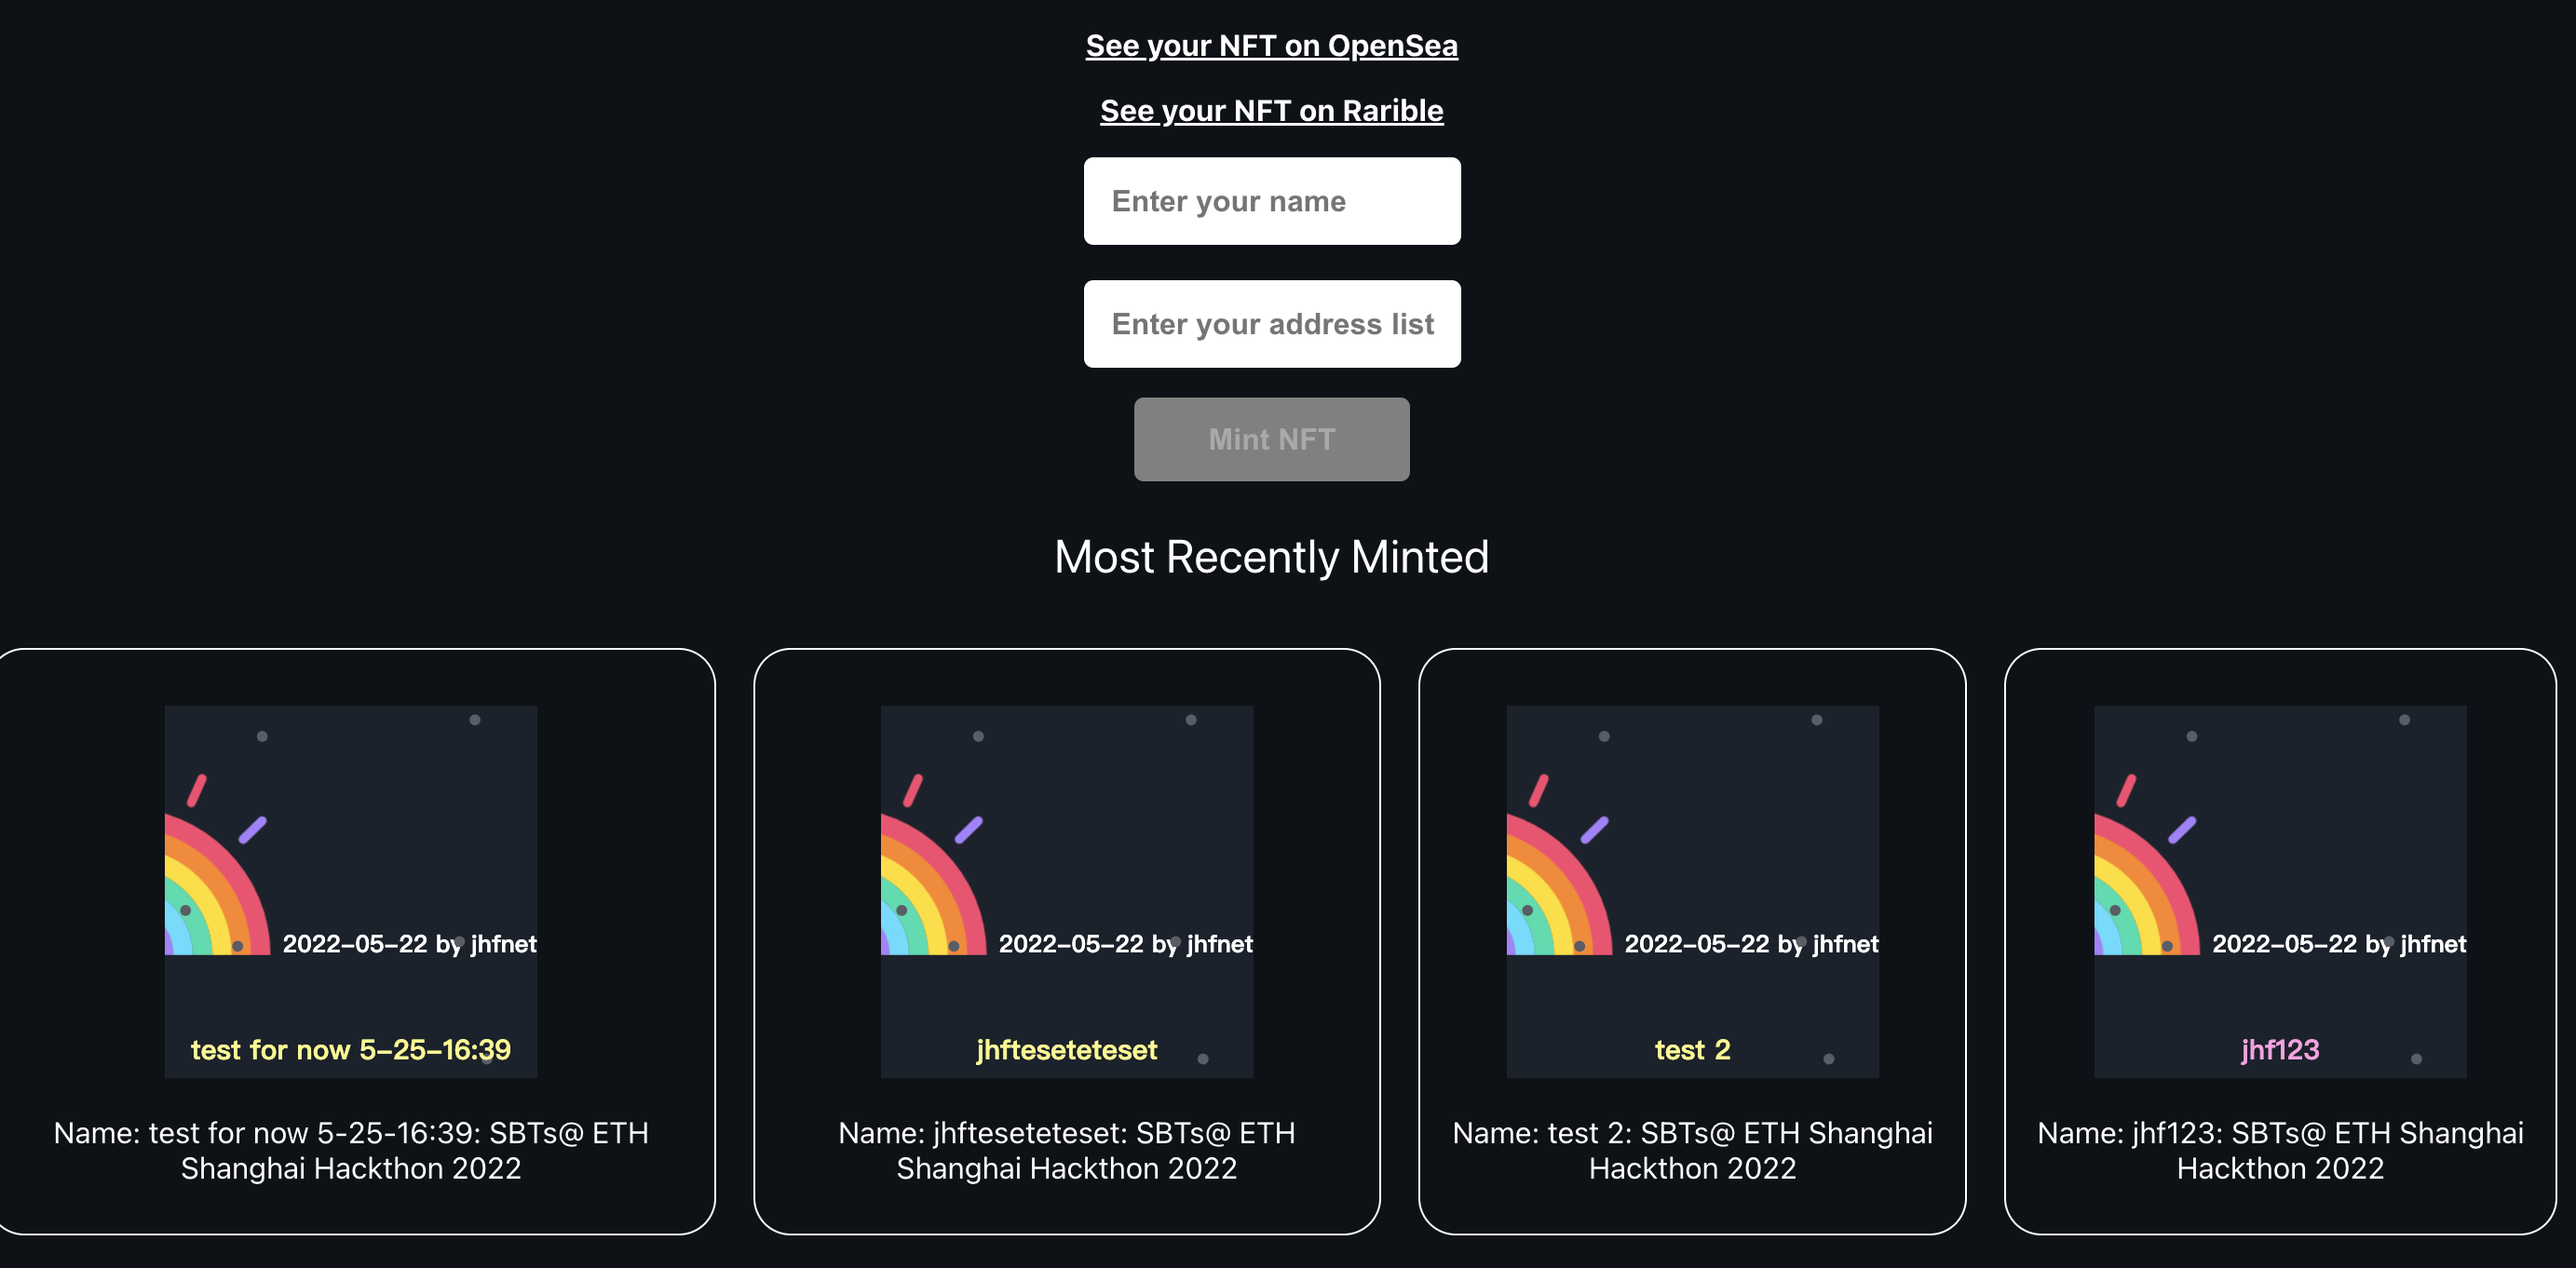 See your NFT on OpenSea
See your NFT on Rarible
Enter your name
Enter your address list
Mint NFT
Most Recently Minted
2022-05-22 by jhfnet
test for now 5-25-16:39
Name: test for now 5-25-16:39: SBTs@ ETH
Shanghai Hackthon 2022
2022-05-22 by jhfnet
jhfteseteteset
Name: jhfteseteteset: SBTs@ ETH
Shanghai Hackthon 2022
2022-05-22 by jhfnet
test 2
Name: test 2: SBTs@ ETH Shanghai
Hackthon 2022
2022-05-22 by jhfnet
jhf123
Name: jhf123: SBTs@ ETH Shanghai
Hackthon 2022